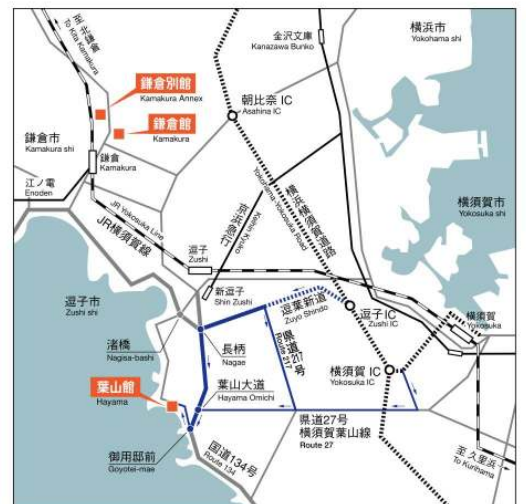 至北鎌倉
To Kita Kamakura
金沢文庫
Kanazawa Bunko
横浜市
Yokohama shi
鎌倉別館
Kamakura Annex
朝比奈 IC
Asahina IC
鎌倉館
Kamakura
鎌倉市
Kamakura shi
鎌倉
Kamakura
江ノ電
Enoden
JR Yokosuka Line
JR横須賀線
京浜急行
Keihin Kyuko
横浜横須賀道路
Yokohama Yokosuka Road
横須賀市
Yokosuka shi
逗子
Zushi
新逗子
Shin Zushi
逗子市
Zushi shi
逗葉新道
Zuyo Shindo
逗子 IC
Zushi IC
横須賀
Yokosuka
渚橋
Nagisa-bashi
長柄
Nagae
県道217号
Route 217
横須賀 IC
Yokosuka IC
葉山館
Hayama
葉山大道
Hayama Omichi
県道27号
横須賀葉山線
Route 27
御用邸前
Goyotei-mae
国道134号
Route 134
至 久里浜
To Kurihama